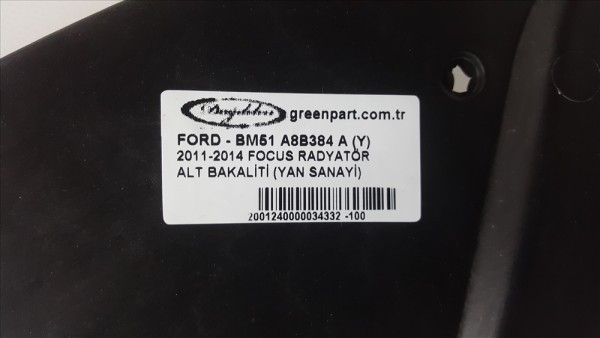 greenpart.com.tr
FORD - BM51 A8B384 A (Y)
2011-2014 FOCUS RADYATÖR
ALT BAKALİTİ (YAN SANAYİ)
2001240000034332 -100